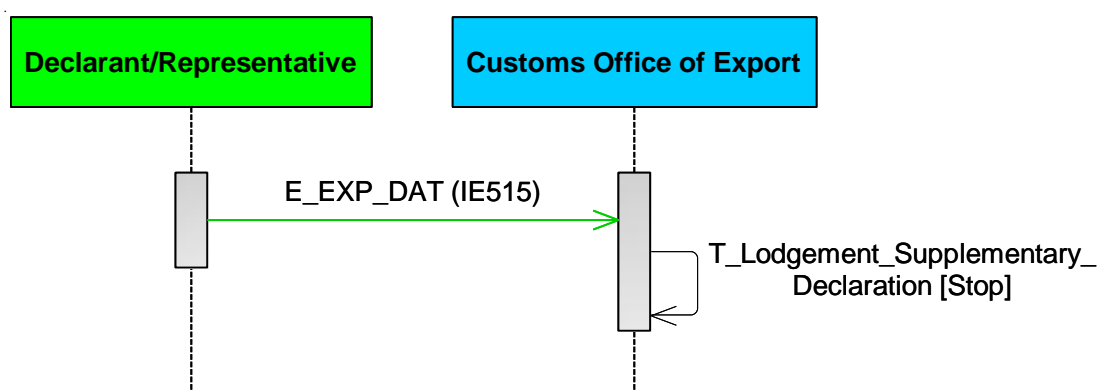 Declarant/Representative
Customs Office of Export
E_EXP_DAT (IE515)
T_Lodgement_Supplementary_
Declaration [Stop]